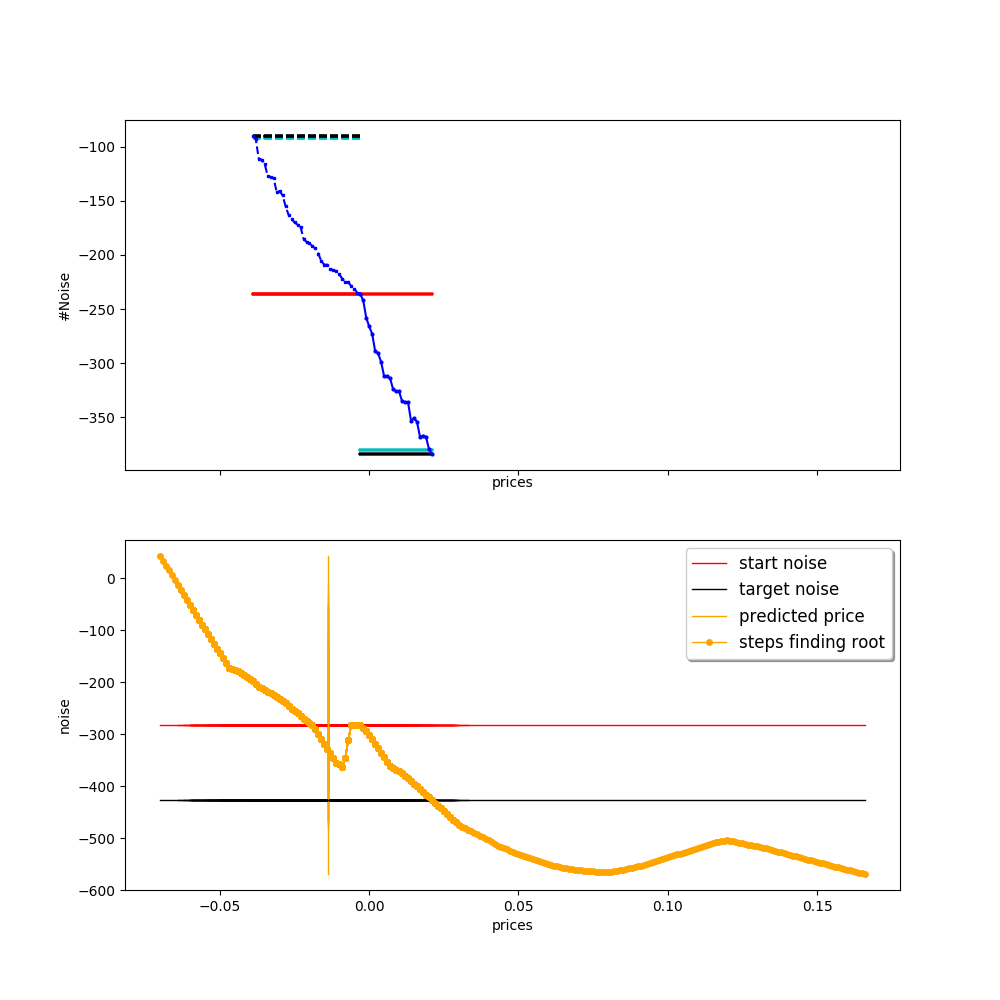 −100
−150
−200
−250
−300
−350
#Noise
prices
0
−100
−200
−300
−400
−500
−600
noise
start noise
target noise
predicted price
steps finding root
−0.05
0.00
0.05
0.10
0.15
prices